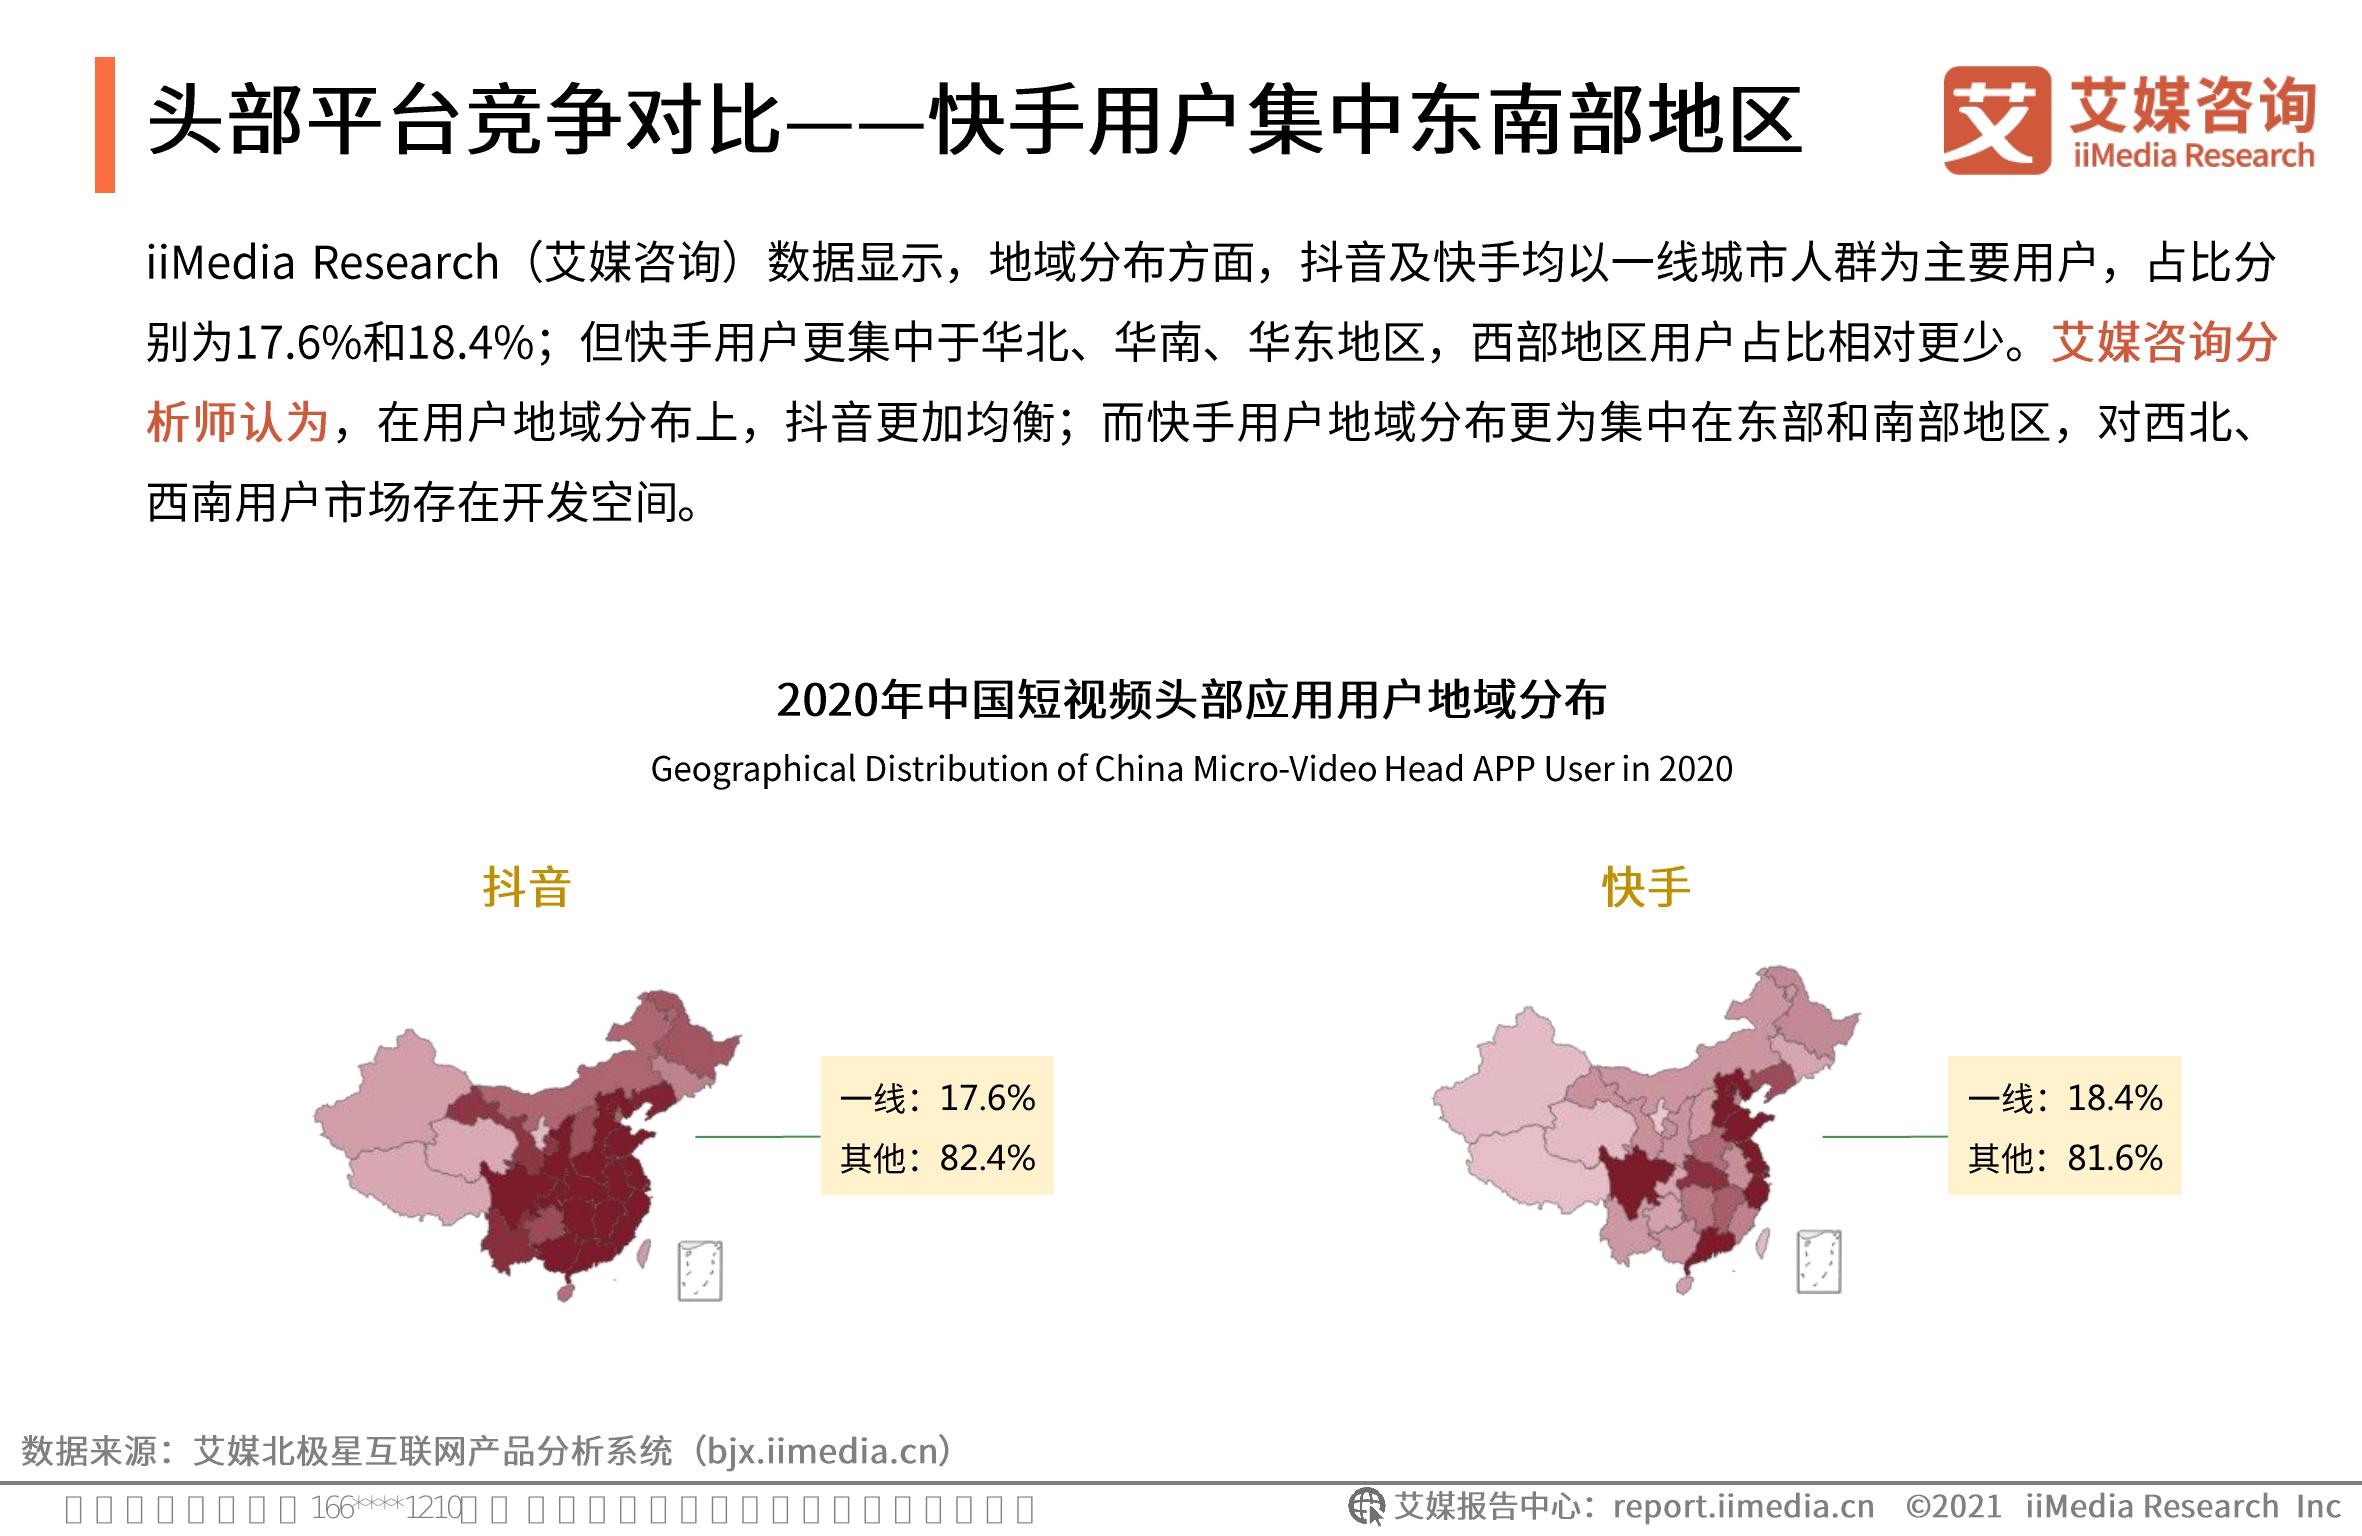 头部平台竞争对比——快手用户集中东南部地区
艾 艾媒咨询
iiMedia Research
iiMedia Research（艾媒咨询）数据显示，地域分布方面，抖音及快手均以一线城市人群为主要用户，占比分
别为17.6%和18.4%；但快手用户更集中于华北、华南、华东地区，西部地区用户占比相对更少。艾媒咨询分
析师认为，在用户地域分布上，抖音更加均衡；而快手用户地域分布更为集中在东部和南部地区，对西北、
西南用户市场存在开发空间。
2020年中国短视频头部应用用户地域分布
Geographical Distribution of China Micro-Video Head APP User in 2020
抖音
快手
一线：17.6%
其他：82.4%
一线：18.4%
其他：81.6%
数据来源：艾媒北极星互联网产品分析系统（bjx.iimedia.cn）
166****1210
艾媒报告中心：report.iimedia.cn ©2021 iiMedia Research Inc